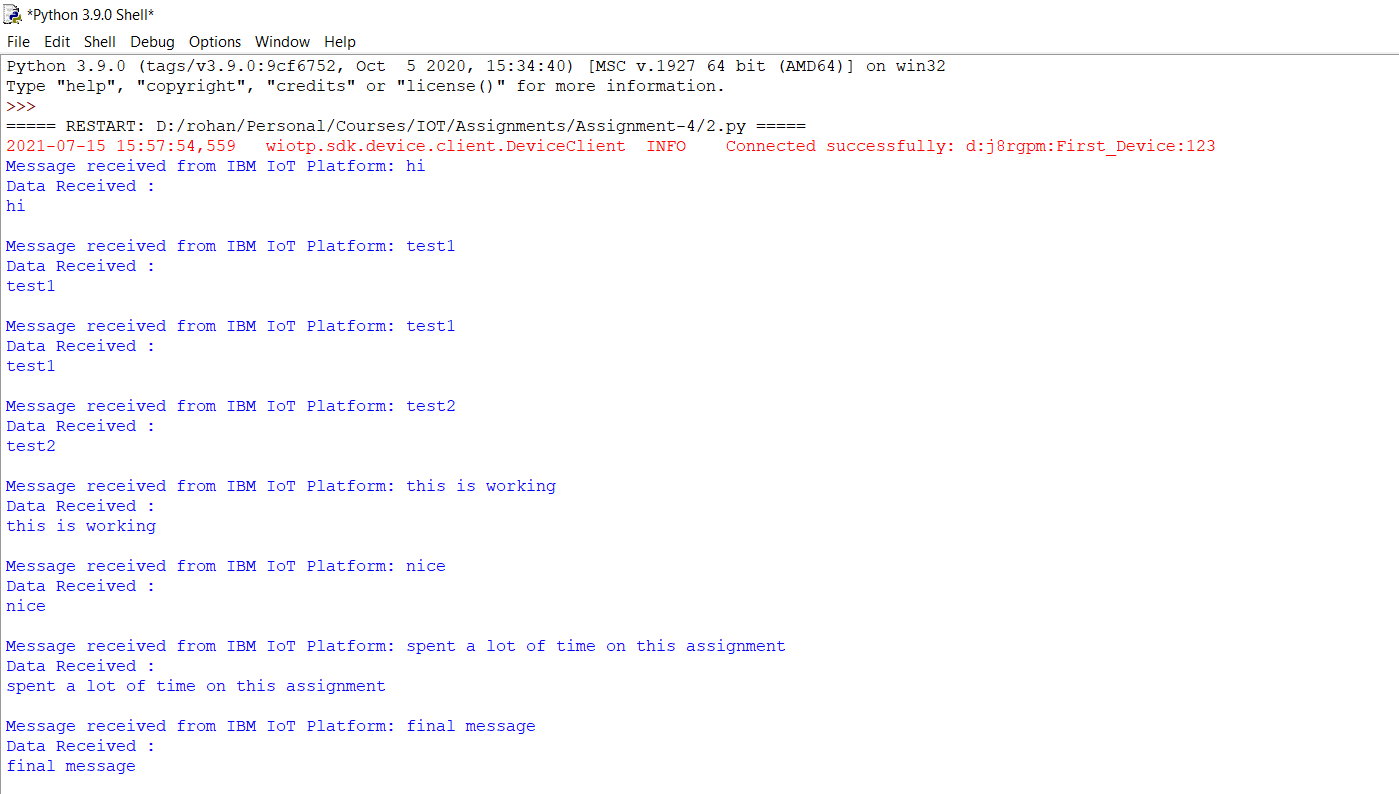 *Python 3.9.0 Shell*
File Edit Shell Debug Options Window Help
Python 3.9.0 (tags/v3.9.0:9cf6752, Oct  5 2020, 15:34:40) [MSC v.1927 64 bit (AMD64)] on win32
Type "help", "copyright", "credits" or "license()" for more information.
>>>
===== RESTART: D:/rohan/Personal/Courses/IOT/Assignments/Assignment-4/2.py =====
2021-07-15 15:57:54,559   wiotp.sdk.device.client.DeviceClient  INFO    Connected successfully: d:j8rgpm:First_Device:123
Message received from IBM IoT Platform: hi
Data Received :
hi

Message received from IBM IoT Platform: test1
Data Received :
test1

Message received from IBM IoT Platform: test1
Data Received :
test1

Message received from IBM IoT Platform: test2
Data Received :
test2

Message received from IBM IoT Platform: this is working
Data Received :
this is working

Message received from IBM IoT Platform: nice
Data Received :
nice

Message received from IBM IoT Platform: spent a lot of time on this assignment
Data Received :
spent a lot of time on this assignment

Message received from IBM IoT Platform: final message
Data Received :
final message